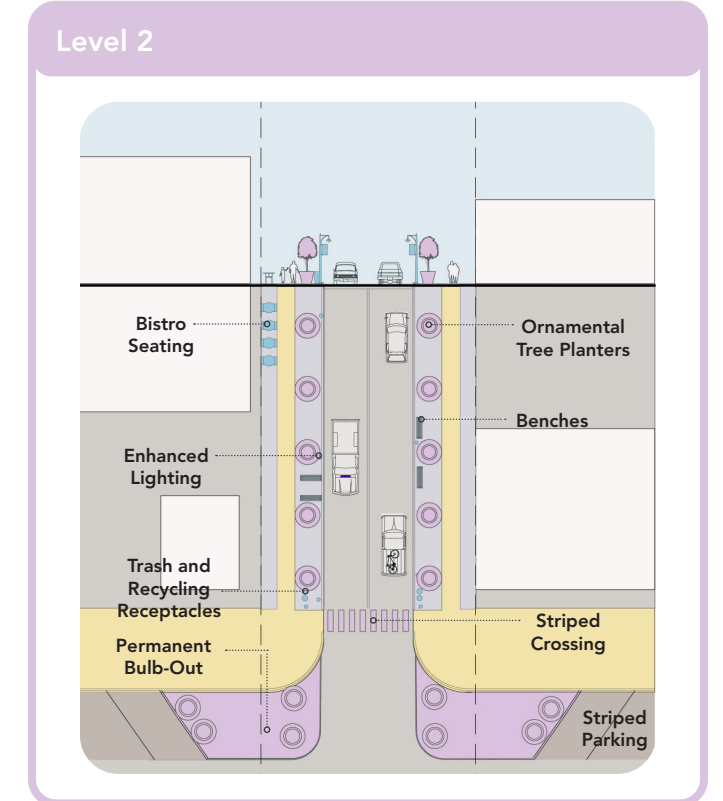 Level 2
Bistro
Seating
Ornamental
Tree Planters
Benches
Enhanced
Lighting
Trash and
Recycling
Receptacles
Striped
Crossing
Permanent
Bulb-Out
Striped
Parking